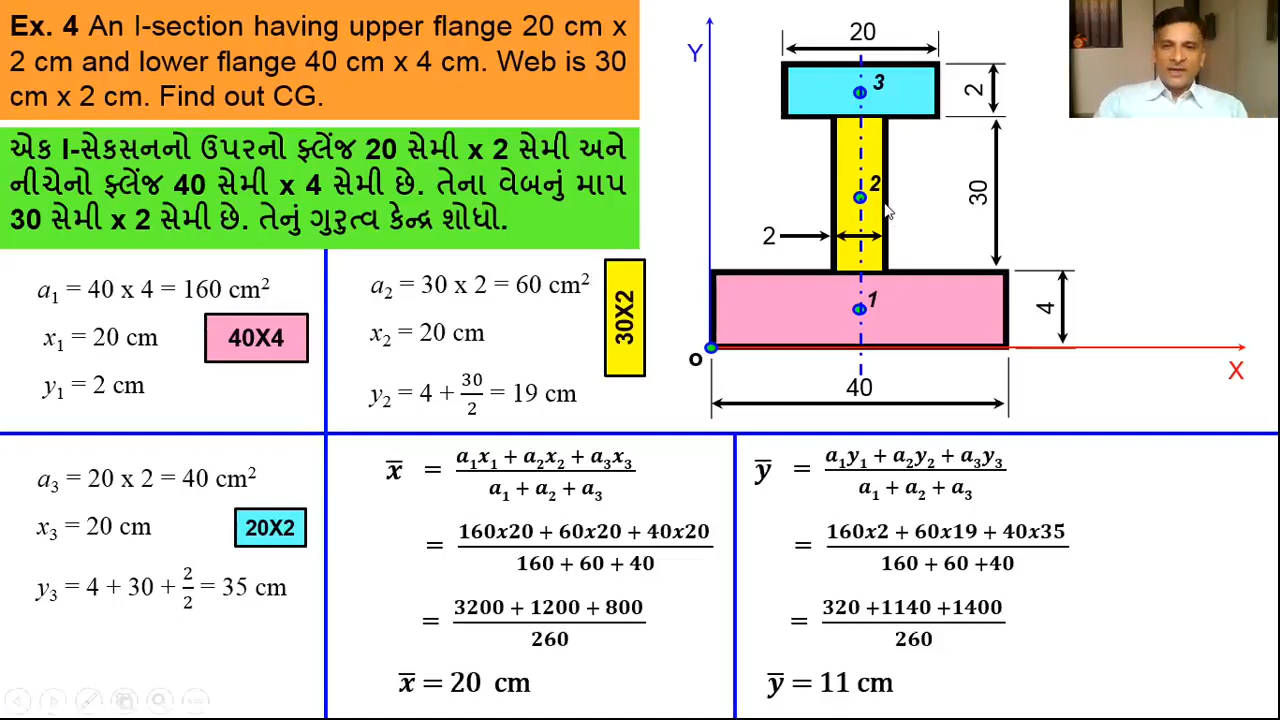 Ex. 4 An I-section having upper flange 20 cm x
2 cm and lower flange 40 cm x 4 cm. Web is 30
cm x 2 cm. Find out CG.
એક I-સેક્સનનો ઉપરનો ફ્લેંજ 20 સેમી x 2 સેમી અને
નીચેનો ફ્લેંજ 40 સેમી x 4 સેમી છે. તેના વેબનું માપ
30 સેમી x 2 સેમી છે. તેનું ગુરુત્વ કેન્દ્ર શોધો.
a₁ = 40 x 4 = 160 cm²
x₁ = 20 cm
40X4
y₁ = 2 cm
a₂ = 30 x 2 = 60 cm²
x₂ = 20 cm
30X2
y₂ = 4 + 30/2 = 19 cm
Y
20
3
2
2
30
2
1
4
O
X
40
a₃ = 20 x 2 = 40 cm²
x₃ = 20 cm
20X2
y₃ = 4 + 30 + 2/2 = 35 cm
x̅ = a₁x₁ + a₂x₂ + a₃x₃
a₁ + a₂ + a₃
= 160x20 + 60x20 + 40x20
160 + 60 + 40
= 3200 + 1200 + 800
260
x̅ = 20 cm
y̅ = a₁y₁ + a₂y₂ + a₃y₃
a₁ + a₂ + a₃
= 160x2 + 60x19 + 40x35
160 + 60 +40
= 320 +1140 +1400
260
y̅ = 11 cm